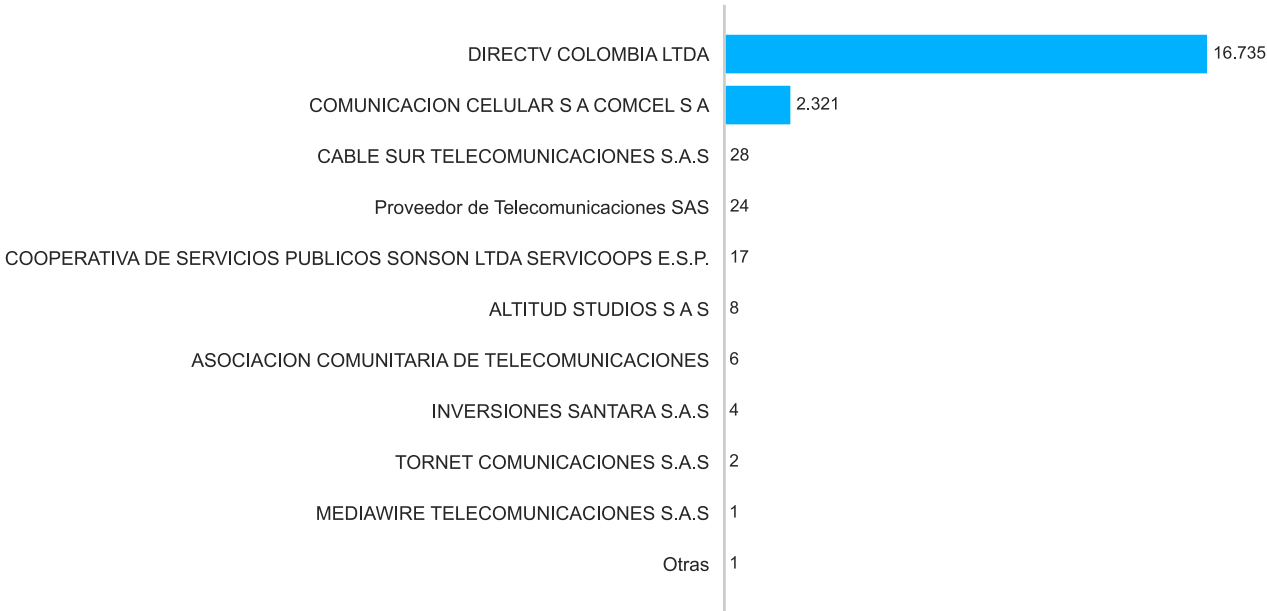 DIRECTV COLOMBIA LTDA 16.735
COMUNICACION CELULAR S A COMCEL S A 2.321
CABLE SUR TELECOMUNICACIONES S.A.S 28
Proveedor de Telecomunicaciones SAS 24
COOPERATIVA DE SERVICIOS PUBLICOS SONSON LTDA SERVICOOPS E.S.P. 17
ALTITUD STUDIOS S A S 8
ASOCIACION COMUNITARIA DE TELECOMUNICACIONES 6
INVERSIONES SANTARA S.A.S 4
TORNET COMUNICACIONES S.A.S 2
MEDIAWIRE TELECOMUNICACIONES S.A.S 1
Otras 1